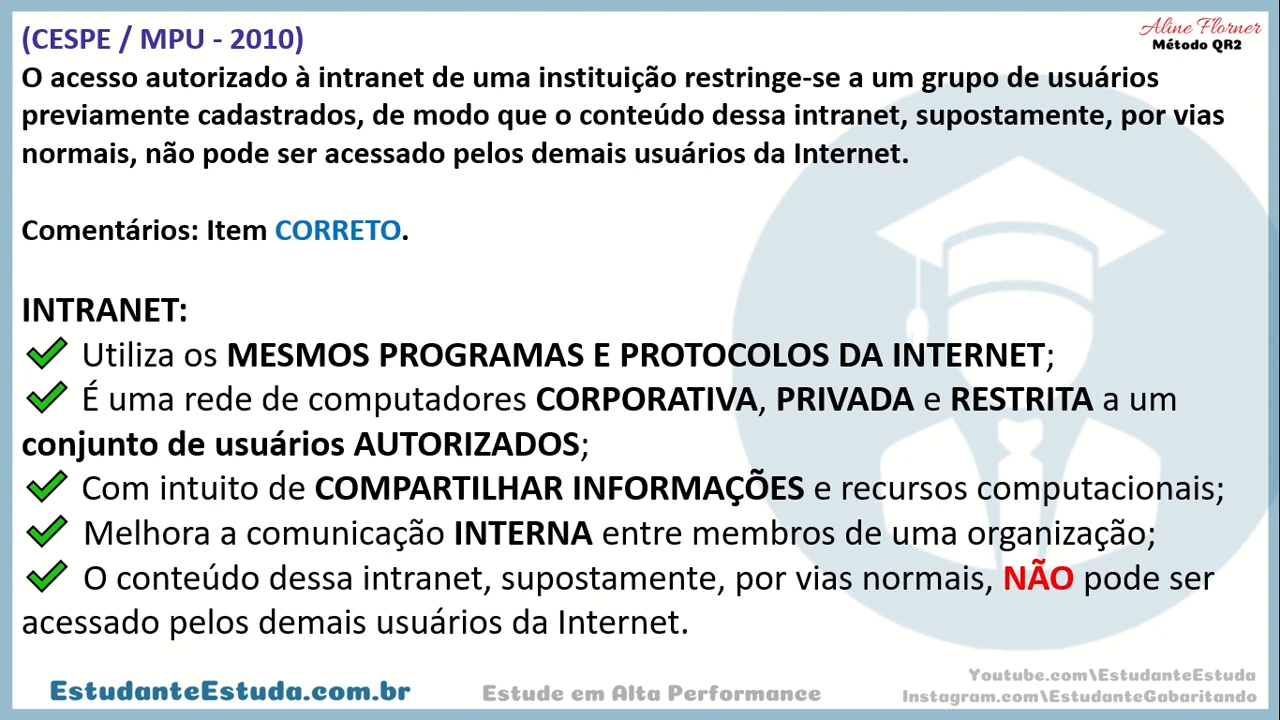 (CESPE / MPU - 2010)
Aline Florner
Método QR2
O acesso autorizado à intranet de uma instituição restringe-se a um grupo de usuários
previamente cadastrados, de modo que o conteúdo dessa intranet, supostamente, por vias
normais, não pode ser acessado pelos demais usuários da Internet.
Comentários: Item CORRETO.
INTRANET:
Utiliza os MESMOS PROGRAMAS E PROTOCOLOS DA INTERNET;
É uma rede de computadores CORPORATIVA, PRIVADA e RESTRITA a um
conjunto de usuários AUTORIZADOS;
Com intuito de COMPARTILHAR INFORMAÇÕES e recursos computacionais;
Melhora a comunicação INTERNA entre membros de uma organização;
O conteúdo dessa intranet, supostamente, por vias normais, NÃO pode ser
acessado pelos demais usuários da Internet.
EstudanteEstuda.com.br
Estude em Alta Performance
Youtube.com\EstudanteEstuda
Instagram.com\EstudanteGabaritando